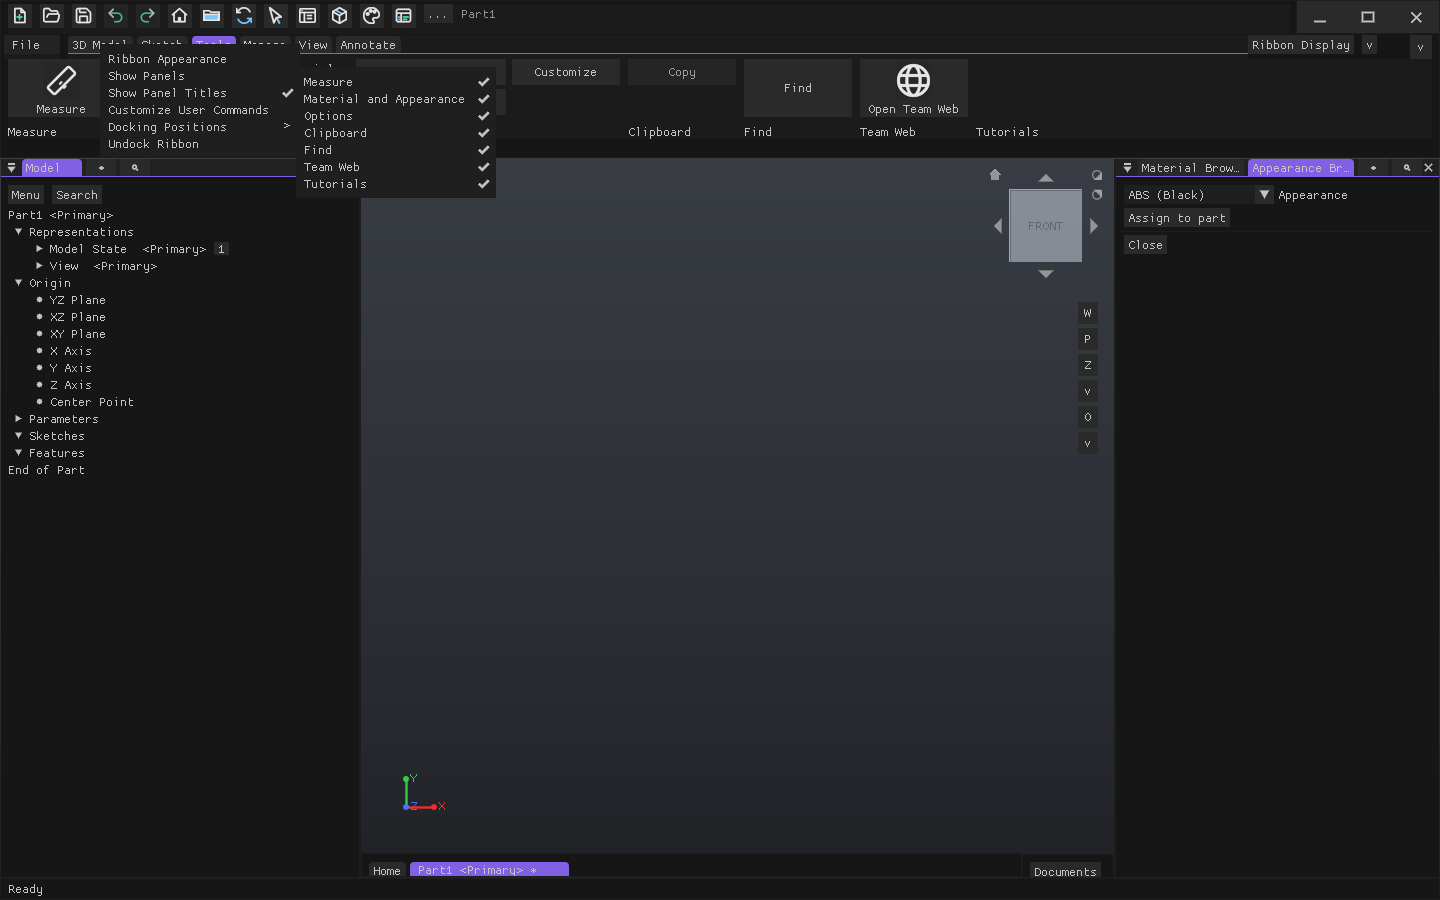 ... Part1
File 3D Model Sketch Tools Manage View Annotate Ribbon Display v v
Ribbon Appearance
Show Panels
Show Panel Titles
Customize User Commands
Docking Positions >
Undock Ribbon
Measure
Material and Appearance
Options
Clipboard
Find
Team Web
Tutorials
Measure
Customize
Copy
Find
Open Team Web
Measure
Clipboard
Find
Team Web
Tutorials
Model
Menu Search
Part1 <Primary>
Representations
Model State <Primary> 1
View <Primary>
Origin
YZ Plane
XZ Plane
XY Plane
X Axis
Y Axis
Z Axis
Center Point
Parameters
Sketches
Features
End of Part
FRONT
W
P
Z
v
O
v
Y
Z X
Home Part1 <Primary> *
Documents
Material Brow… Appearance Br…
ABS (Black) Appearance
Assign to part
Close
Ready